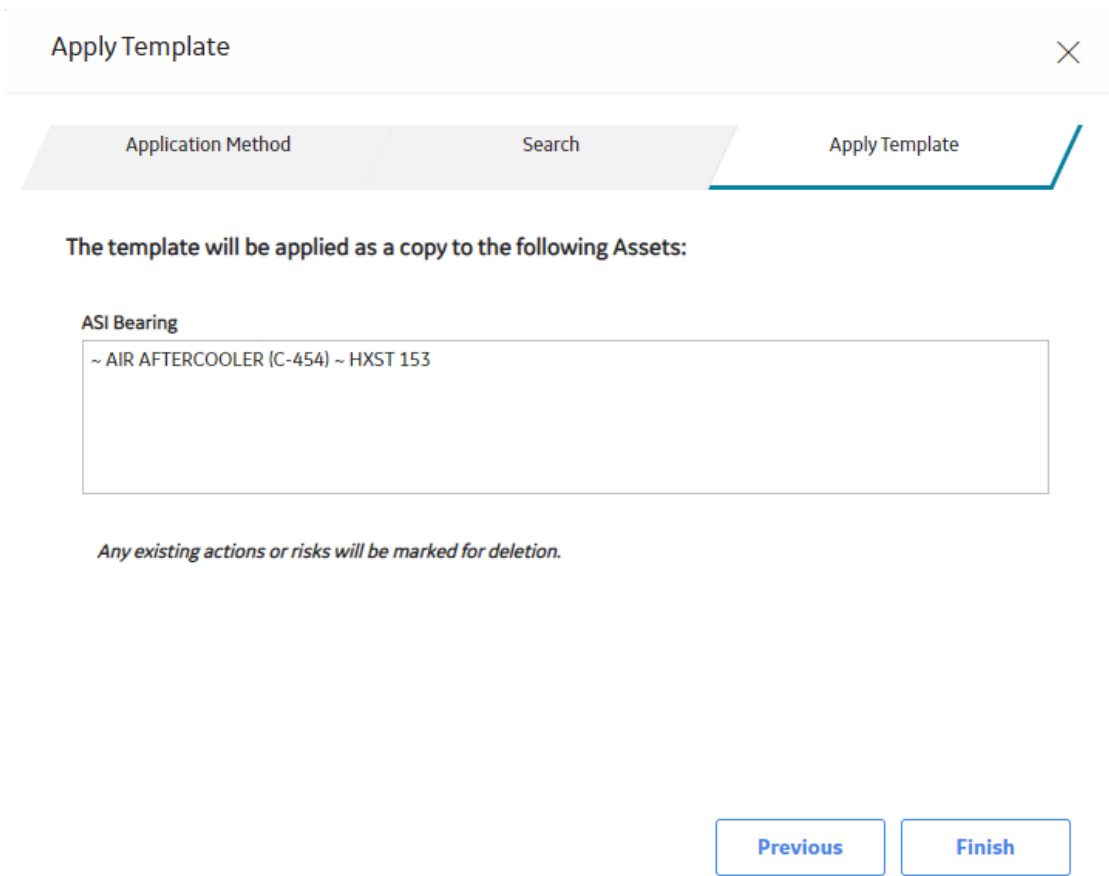 Apply Template
Application Method
Search
Apply Template
The template will be applied as a copy to the following Assets:
ASI Bearing
~ AIR AFTERCOOLER (C-454) ~ HXST 153
Any existing actions or risks will be marked for deletion.
Previous
Finish